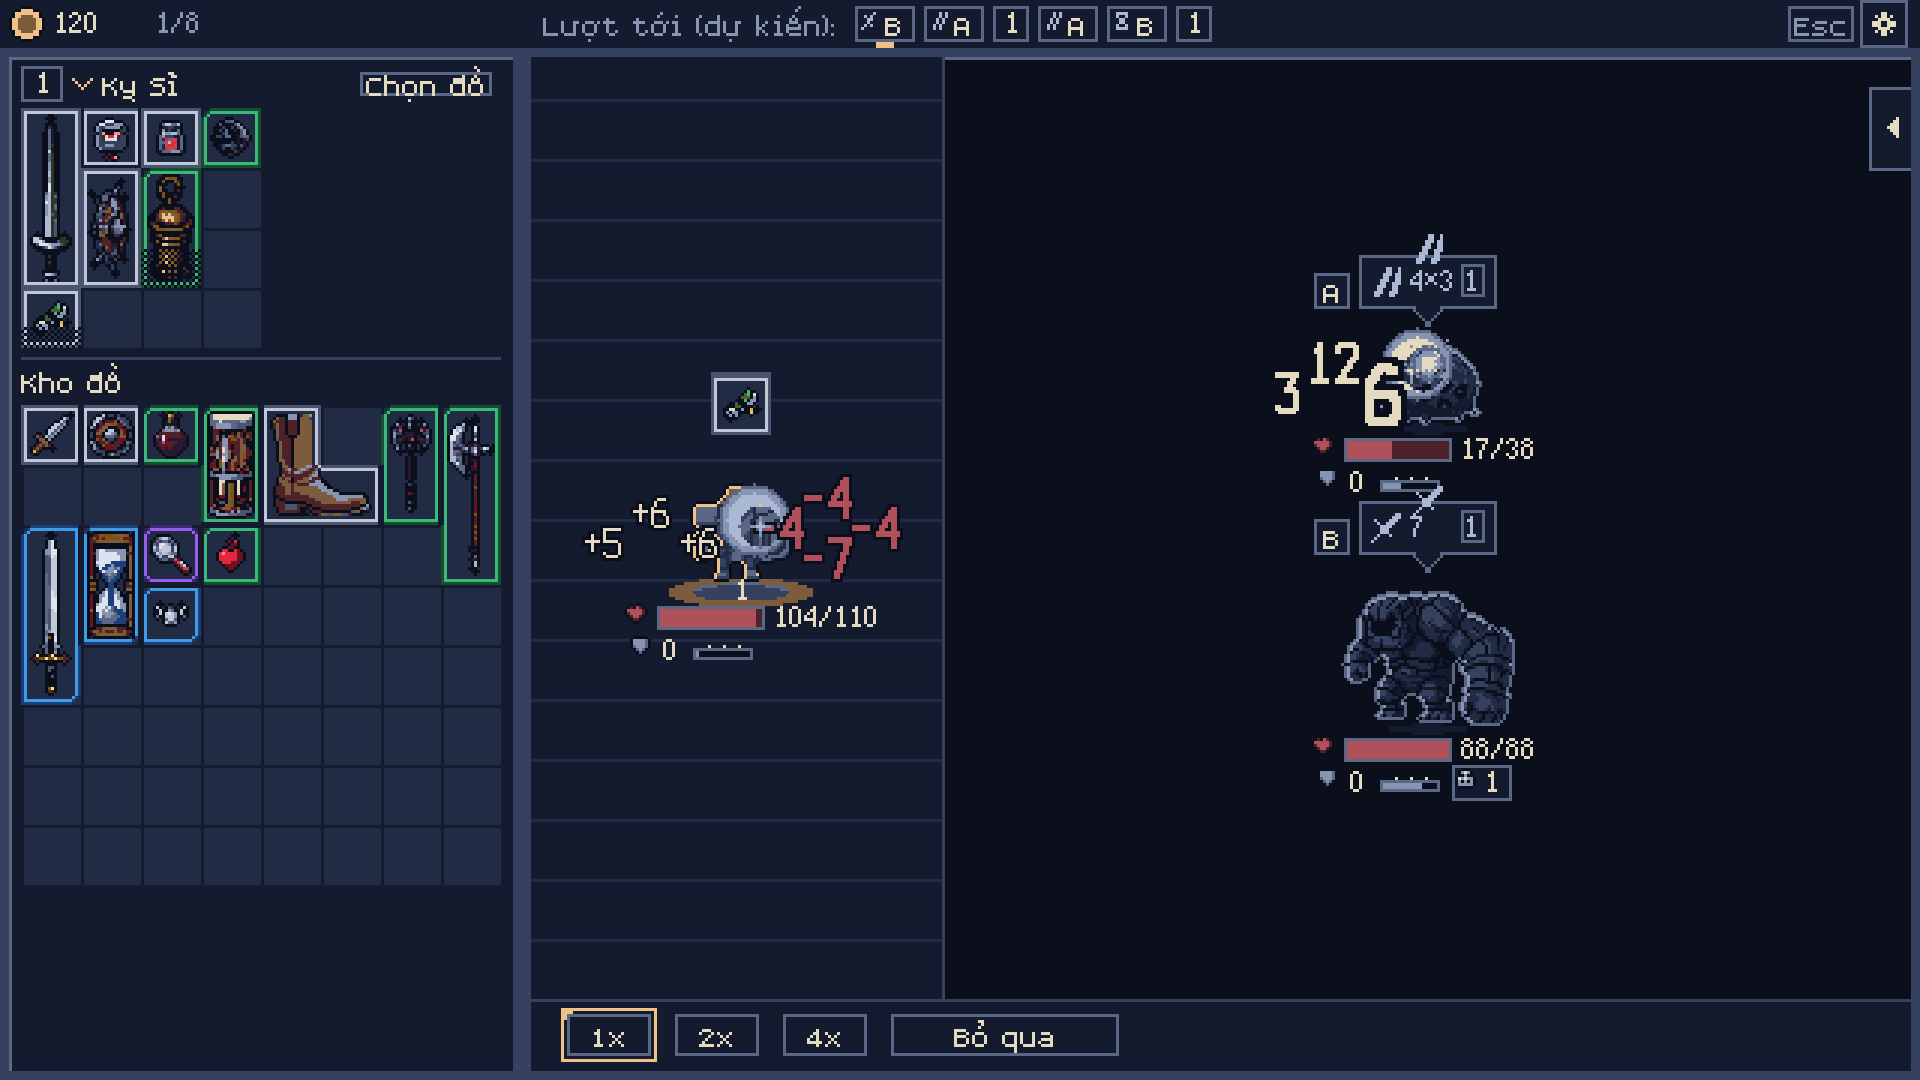 120 1/8 Lượt tới (dự kiến): B A 1 A B 1 Esc
1 Kỵ Sĩ Chọn đồ
Kho đồ
A 4×3 1
3 12 6
17/38
0
B 7 1
+5 +6 +6 -4 -4 -4 -7
1
104/110
0
88/88
0 1
1x 2x 4x Bỏ qua